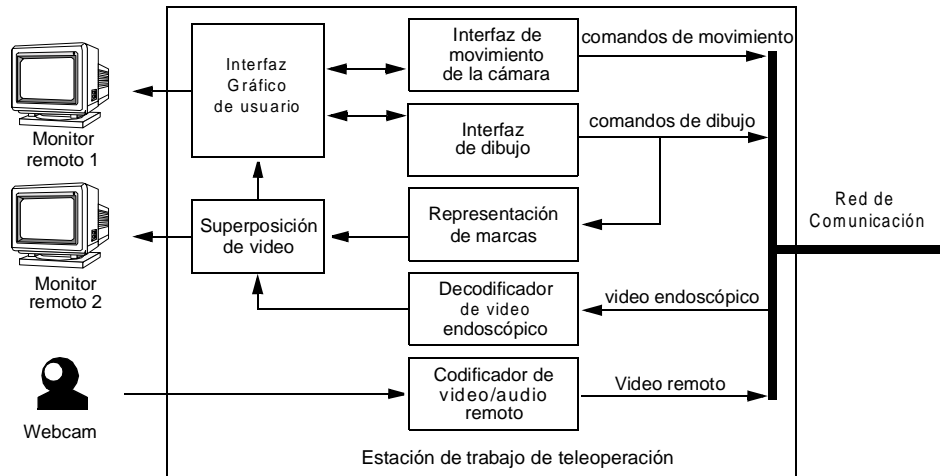 Monitor
remoto 1
Monitor
remoto 2
Webcam
Interfaz
Gráfico
de usuario
Superposición
de video
Interfaz de
movimiento
de la cámara
Interfaz
de dibujo
Representación
de marcas
Decodificador
de video
endoscópico
Codificador de
video/audio
remoto
comandos de movimiento
comandos de dibujo
video endoscópico
Video remoto
Red de
Comunicación
Estación de trabajo de teleoperación